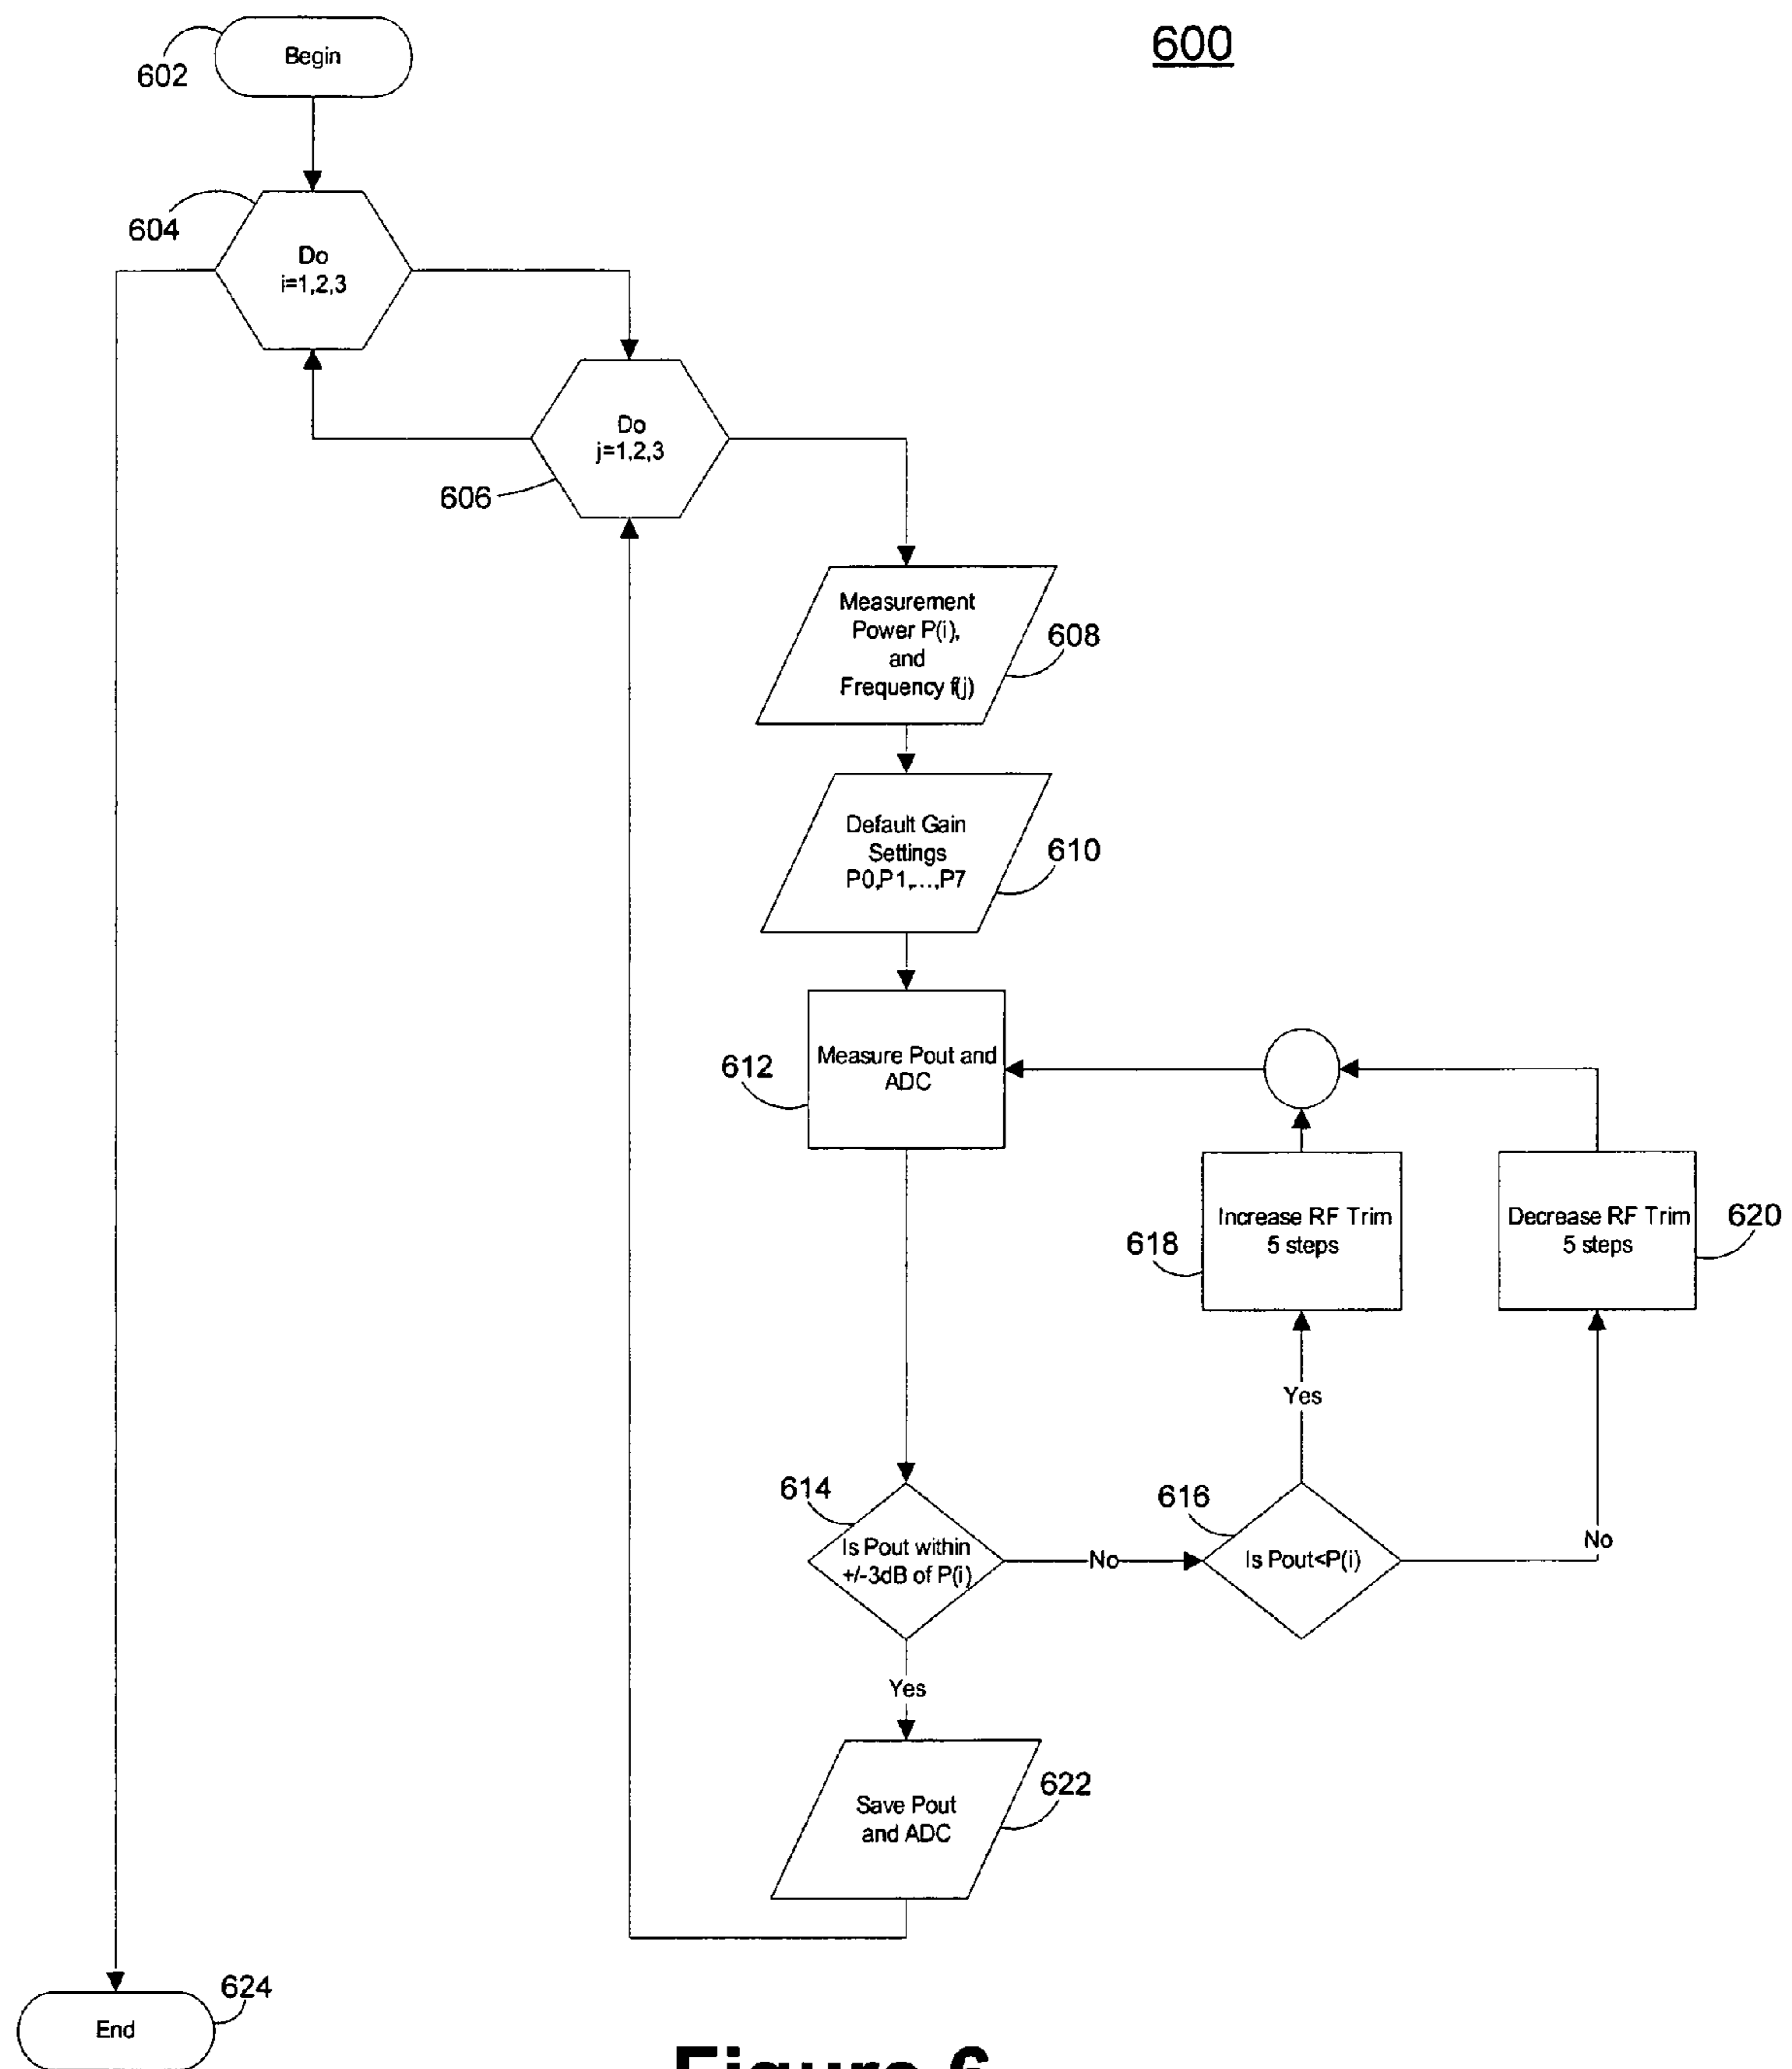 600
602
Begin
604
Do
i=1,2,3
Do
j=1,2,3
606
Measurement
Power P(i),
and
Frequency f(j)
608
Default Gain
Settings
P0,P1,...,P7
610
612
Measure Pout and
ADC
618
Increase RF Trim
5 steps
Decrease RF Trim
5 steps
620
Yes
614
Is Pout within
+/-3dB of P(i)
No
616
Is Pout<P(i)
No
Yes
Save Pout
and ADC
622
624
End
Figure 6